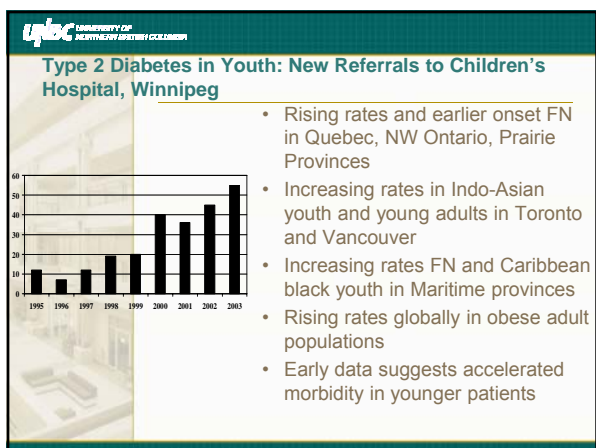 unbc UNIVERSITY OF
NORTHERN BRITISH COLUMBIA
Type 2 Diabetes in Youth: New Referrals to Children's
Hospital, Winnipeg
• Rising rates and earlier onset FN
in Quebec, NW Ontario, Prairie
Provinces
• Increasing rates in Indo-Asian
youth and young adults in Toronto
and Vancouver
• Increasing rates FN and Caribbean
black youth in Maritime provinces
• Rising rates globally in obese adult
populations
• Early data suggests accelerated
morbidity in younger patients
60
50
40
30
20
10
0
1995 1996 1997 1998 1999 2000 2001 2002 2003